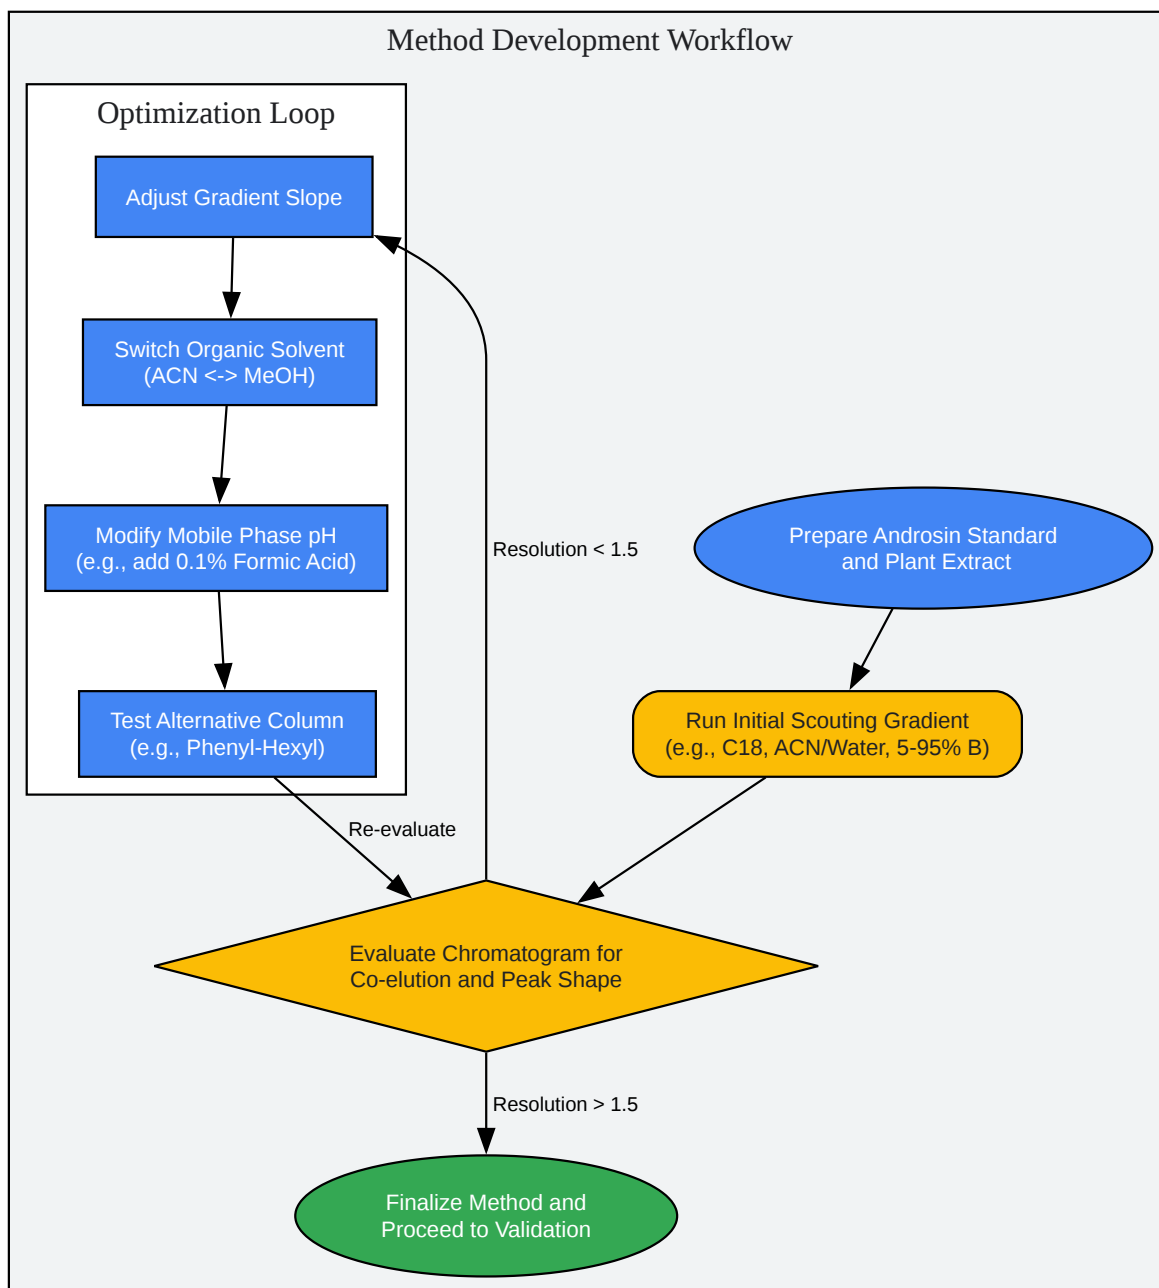 Method Development Workflow
Optimization Loop
Adjust Gradient Slope
Switch Organic Solvent
(ACN <-> MeOH)
Modify Mobile Phase pH
(e.g., add 0.1% Formic Acid)
Test Alternative Column
(e.g., Phenyl-Hexyl)
Resolution < 1.5
Prepare Androsin Standard
and Plant Extract
Run Initial Scouting Gradient
(e.g., C18, ACN/Water, 5-95% B)
Re-evaluate
Evaluate Chromatogram for
Co-elution and Peak Shape
Resolution > 1.5
Finalize Method and
Proceed to Validation